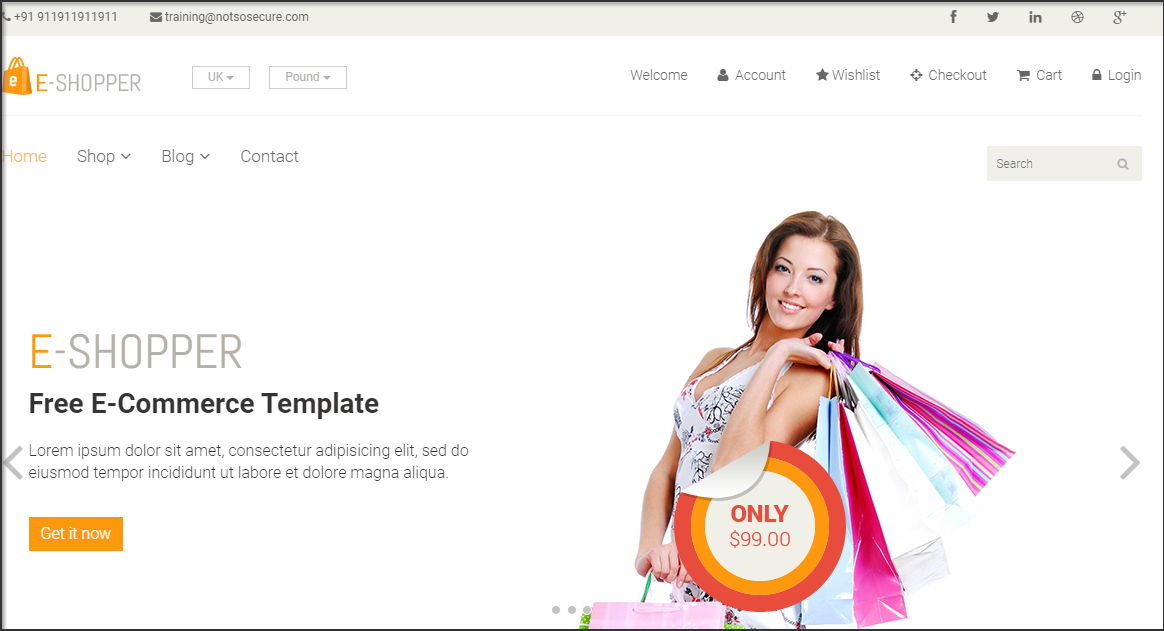 +91 911911911911 training@notsosecure.com
E-SHOPPER UK Pound Welcome Account Wishlist Checkout Cart Login
Home Shop Blog Contact Search
E-SHOPPER
Free E-Commerce Template
Lorem ipsum dolor sit amet, consectetur adipisicing elit, sed do
eiusmod tempor incididunt ut labore et dolore magna aliqua.
Get it now
ONLY
$99.00